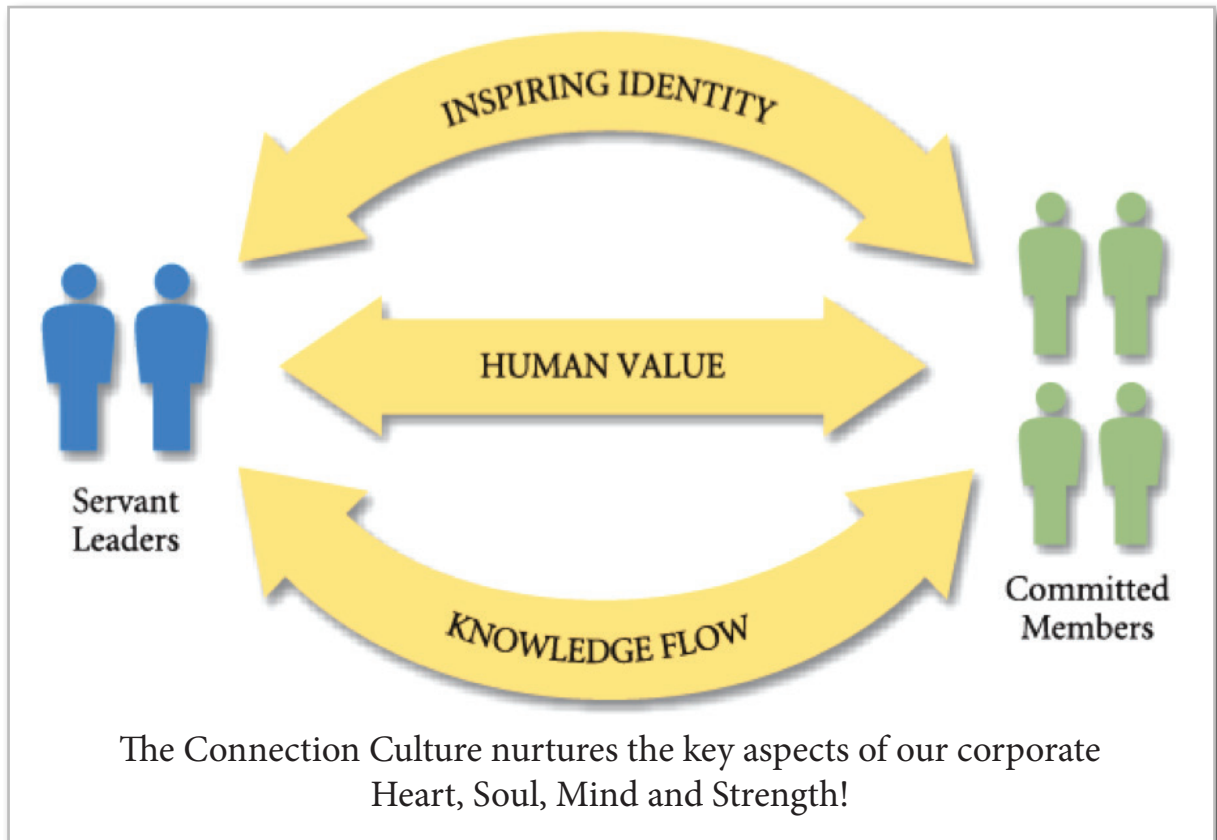 INSPIRING IDENTITY
HUMAN VALUE
Servant
Leaders
KNOWLEDGE FLOW
Committed
Members
The Connection Culture nurtures the key aspects of our corporate
Heart, Soul, Mind and Strength!